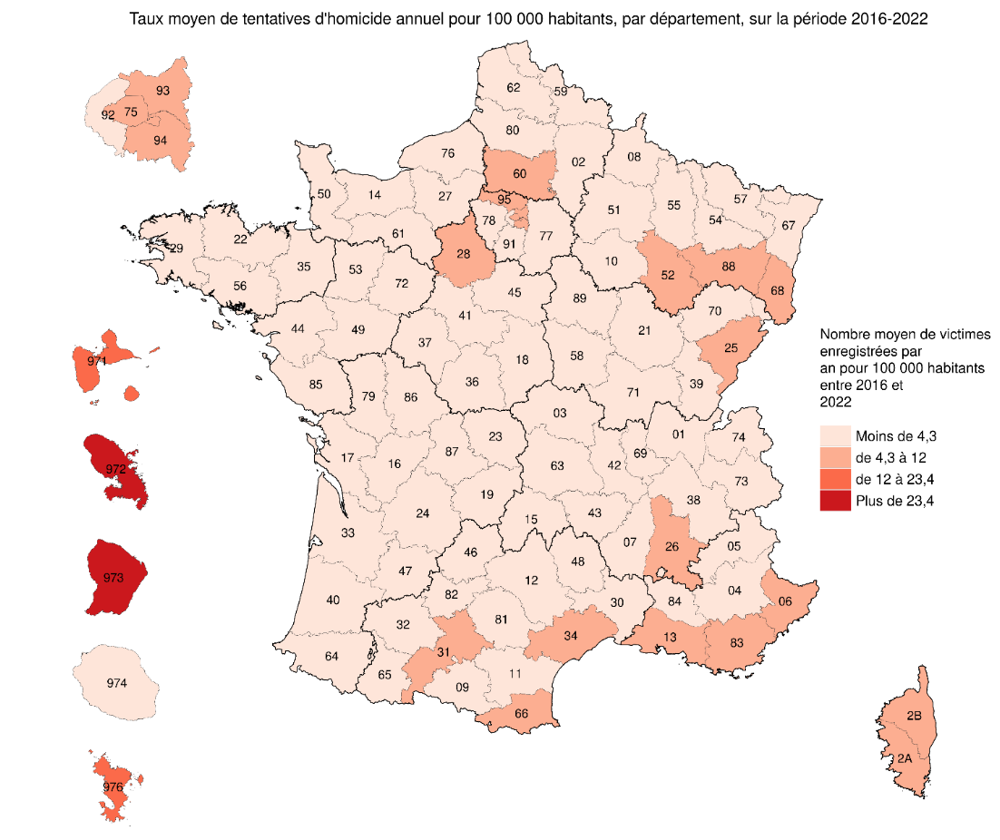 Taux moyen de tentatives d'homicide annuel pour 100 000 habitants, par département, sur la période 2016-2022
93
92 75
94
62 59
80
76 60 02 08
50 14 27 95 51 55 57
54 67
29 22 61 78 91 77
35 53 28 10 52 88 68
56 72 45 89 70
44 49 41 21
37 25
971 18 58
85 79 86 36 71 39
03
23 01 74
972 17 16 87 63 42 69
19 38 73
24 15 43
33 46 07 26 05
973 47 48
12
40 82 30 84 04 06
32 81 34 13 83
64 31
974 65 09 11
66
2B
2A
976
Nombre moyen de victimes
enregistrées par
an pour 100 000 habitants
entre 2016 et
2022
Moins de 4,3
de 4,3 à 12
de 12 à 23,4
Plus de 23,4